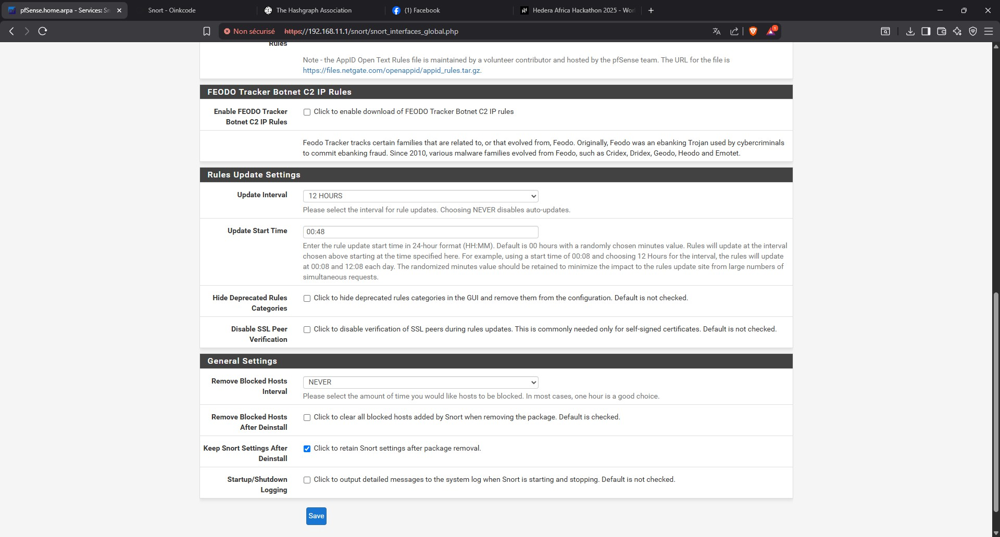 pfSense.home.arpa - Services: Sn
Snort - Oinkcode
The Hashgraph Association
(1) Facebook
Hedera Africa Hackathon 2025 - Wor
Non sécurisé https://192.168.11.1/snort/snort_interfaces_global.php
1
Rules
Note - the AppID Open Text Rules file is maintained by a volunteer contributor and hosted by the pfSense team. The URL for the file is
https://files.netgate.com/openappid/appid_rules.tar.gz.
FEODO Tracker Botnet C2 IP Rules
Enable FEODO Tracker
Botnet C2 IP Rules
Click to enable download of FEODO Tracker Botnet C2 IP rules
Feodo Tracker tracks certain families that are related to, or that evolved from, Feodo. Originally, Feodo was an ebanking Trojan used by cybercriminals
to commit ebanking fraud. Since 2010, various malware families evolved from Feodo, such as Cridex, Dridex, Geodo, Heodo and Emotet.
Rules Update Settings
Update Interval
12 HOURS
Please select the interval for rule updates. Choosing NEVER disables auto-updates.
Update Start Time
00:48
Enter the rule update start time in 24-hour format (HH:MM). Default is 00 hours with a randomly chosen minutes value. Rules will update at the interval
chosen above starting at the time specified here. For example, using a start time of 00:08 and choosing 12 Hours for the interval, the rules will update
at 00:08 and 12:08 each day. The randomized minutes value should be retained to minimize the impact to the rules update site from large numbers of
simultaneous requests.
Hide Deprecated Rules
Categories
Click to hide deprecated rules categories in the GUI and remove them from the configuration. Default is not checked.
Disable SSL Peer
Verification
Click to disable verification of SSL peers during rules updates. This is commonly needed only for self-signed certificates. Default is not checked.
General Settings
Remove Blocked Hosts
Interval
NEVER
Please select the amount of time you would like hosts to be blocked. In most cases, one hour is a good choice.
Remove Blocked Hosts
After Deinstall
Click to clear all blocked hosts added by Snort when removing the package. Default is checked.
Keep Snort Settings After
Deinstall
Click to retain Snort settings after package removal.
Startup/Shutdown
Logging
Click to output detailed messages to the system log when Snort is starting and stopping. Default is not checked.
Save